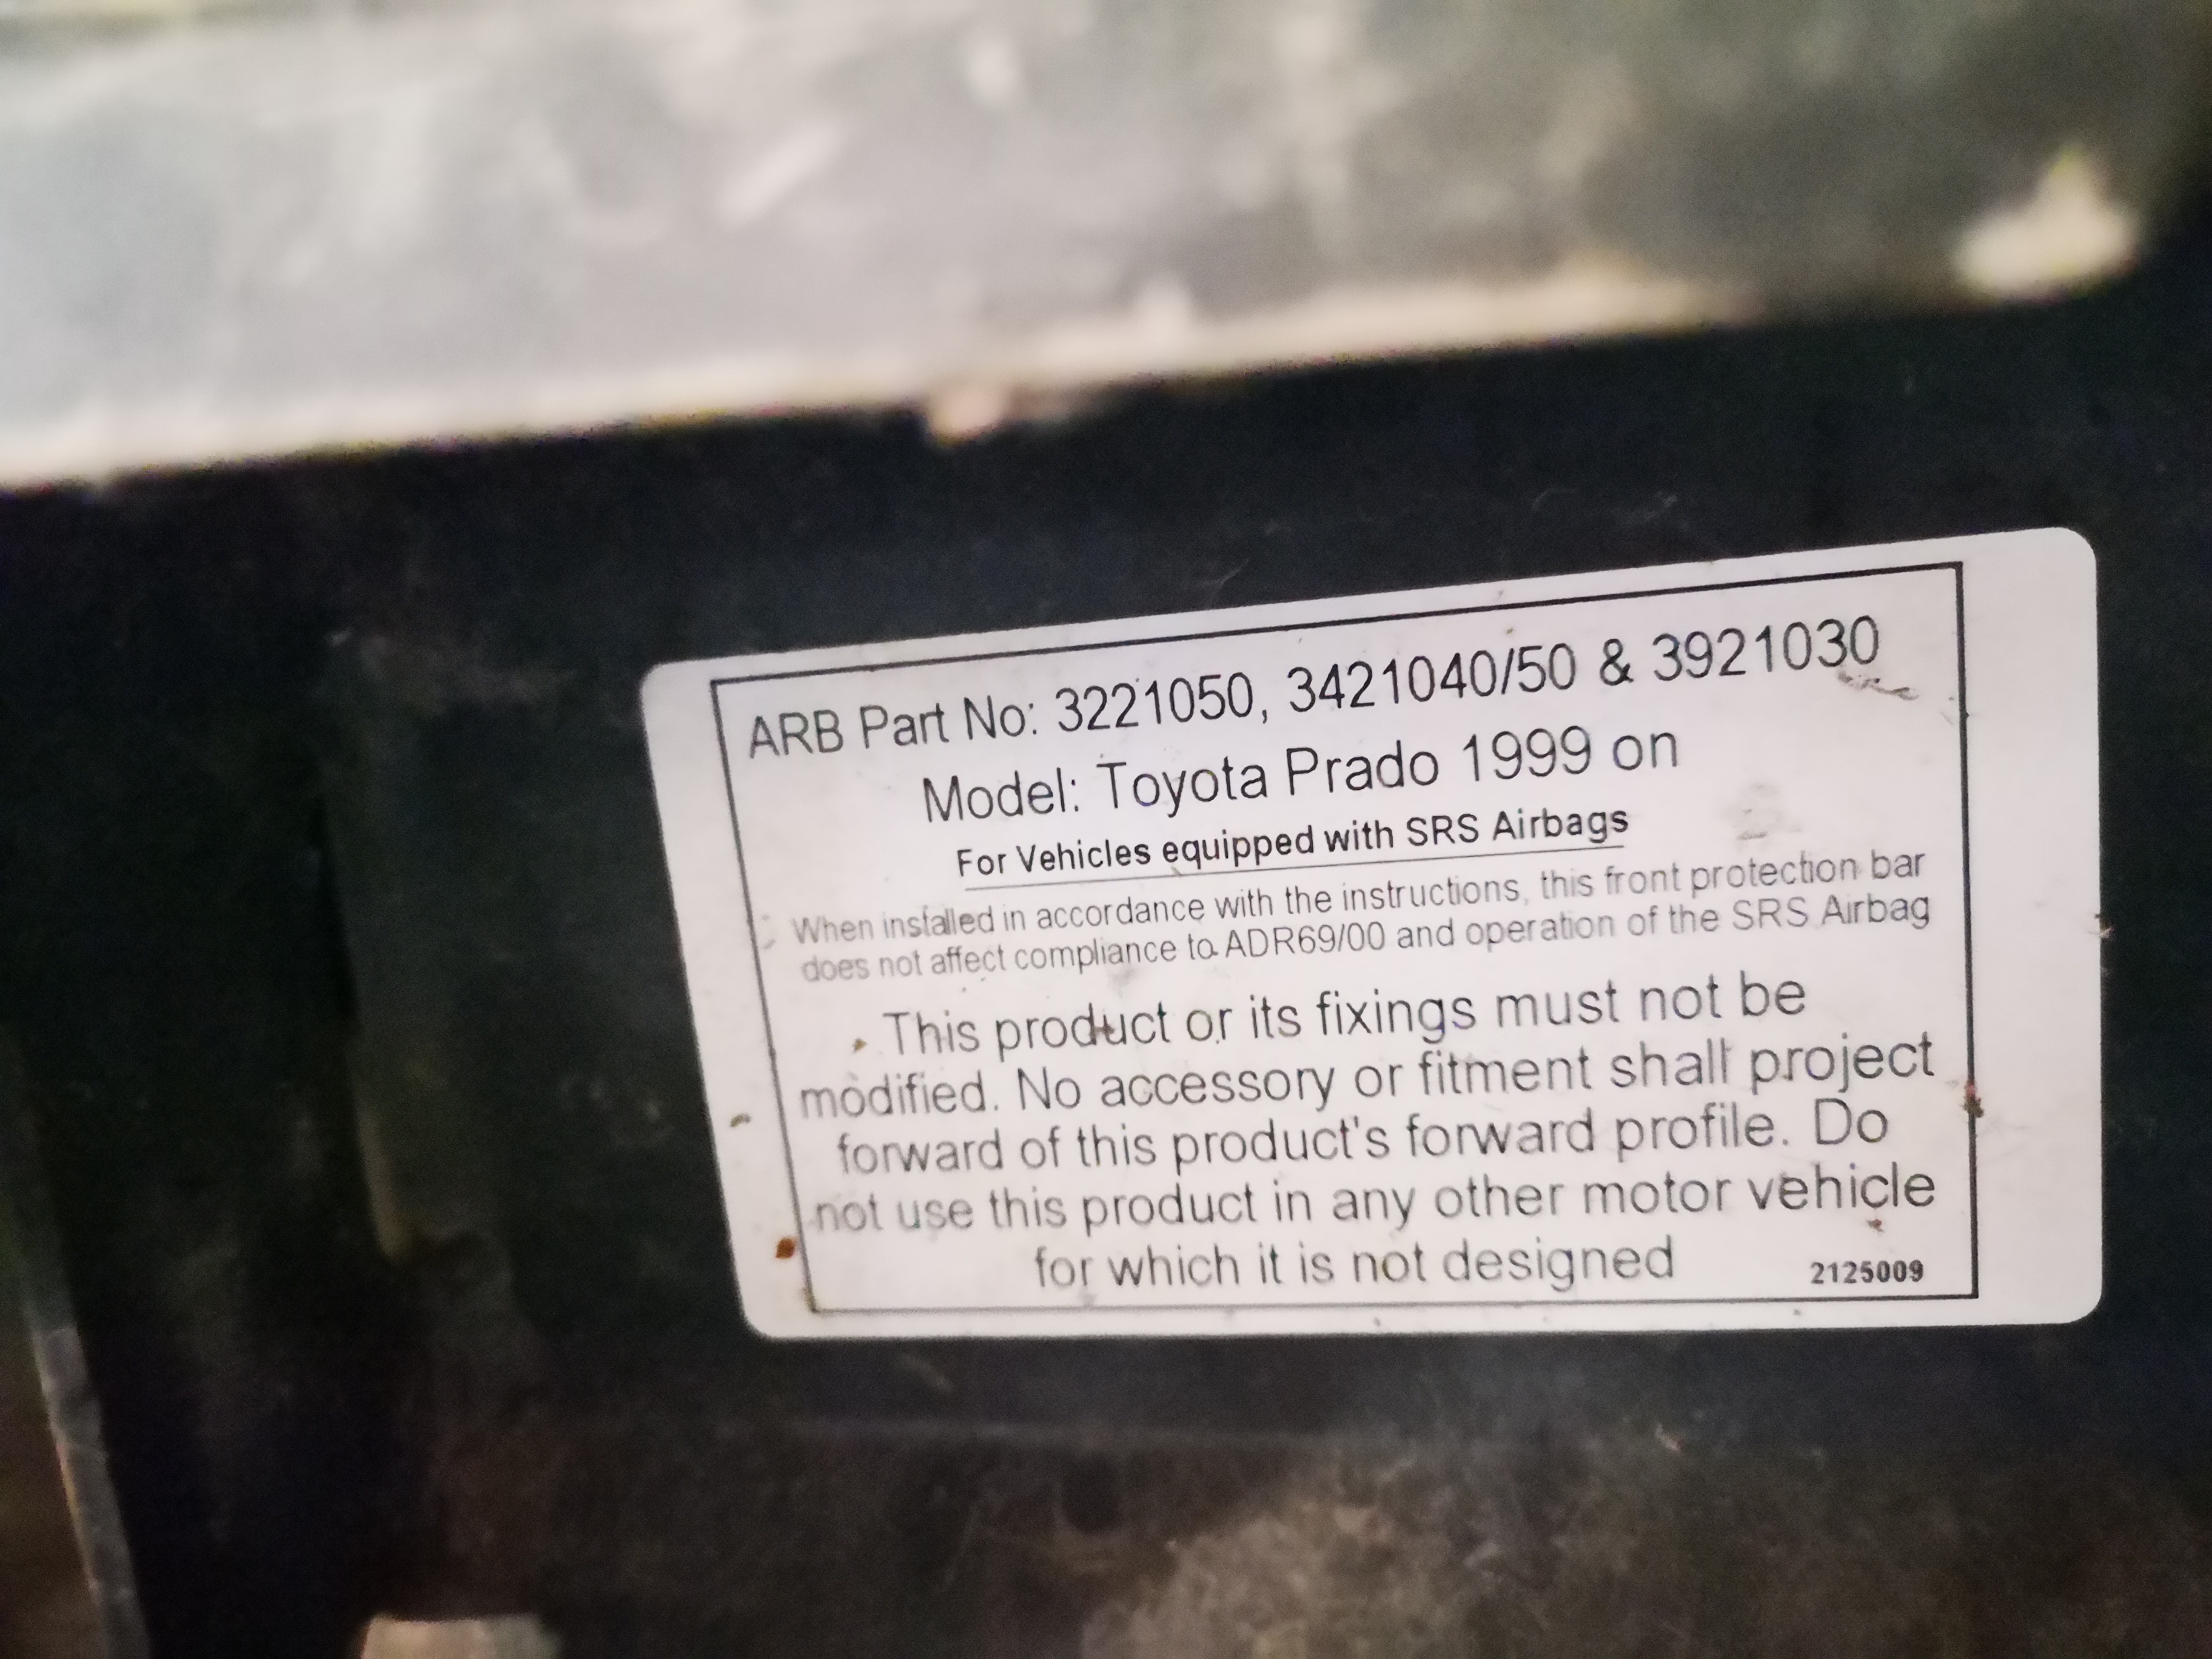 ARB Part No: 3221050, 3421040/50 & 3921030
Model: Toyota Prado 1999 on
For Vehicles equipped with SRS Airbags
When installed in accordance with the instructions, this front protection bar
does not affect compliance to ADR69/00 and operation of the SRS Airbag
This product or its fixings must not be
modified. No accessory or fitment shall project
forward of this product's forward profile. Do
not use this product in any other motor vehicle
for which it is not designed
2125009